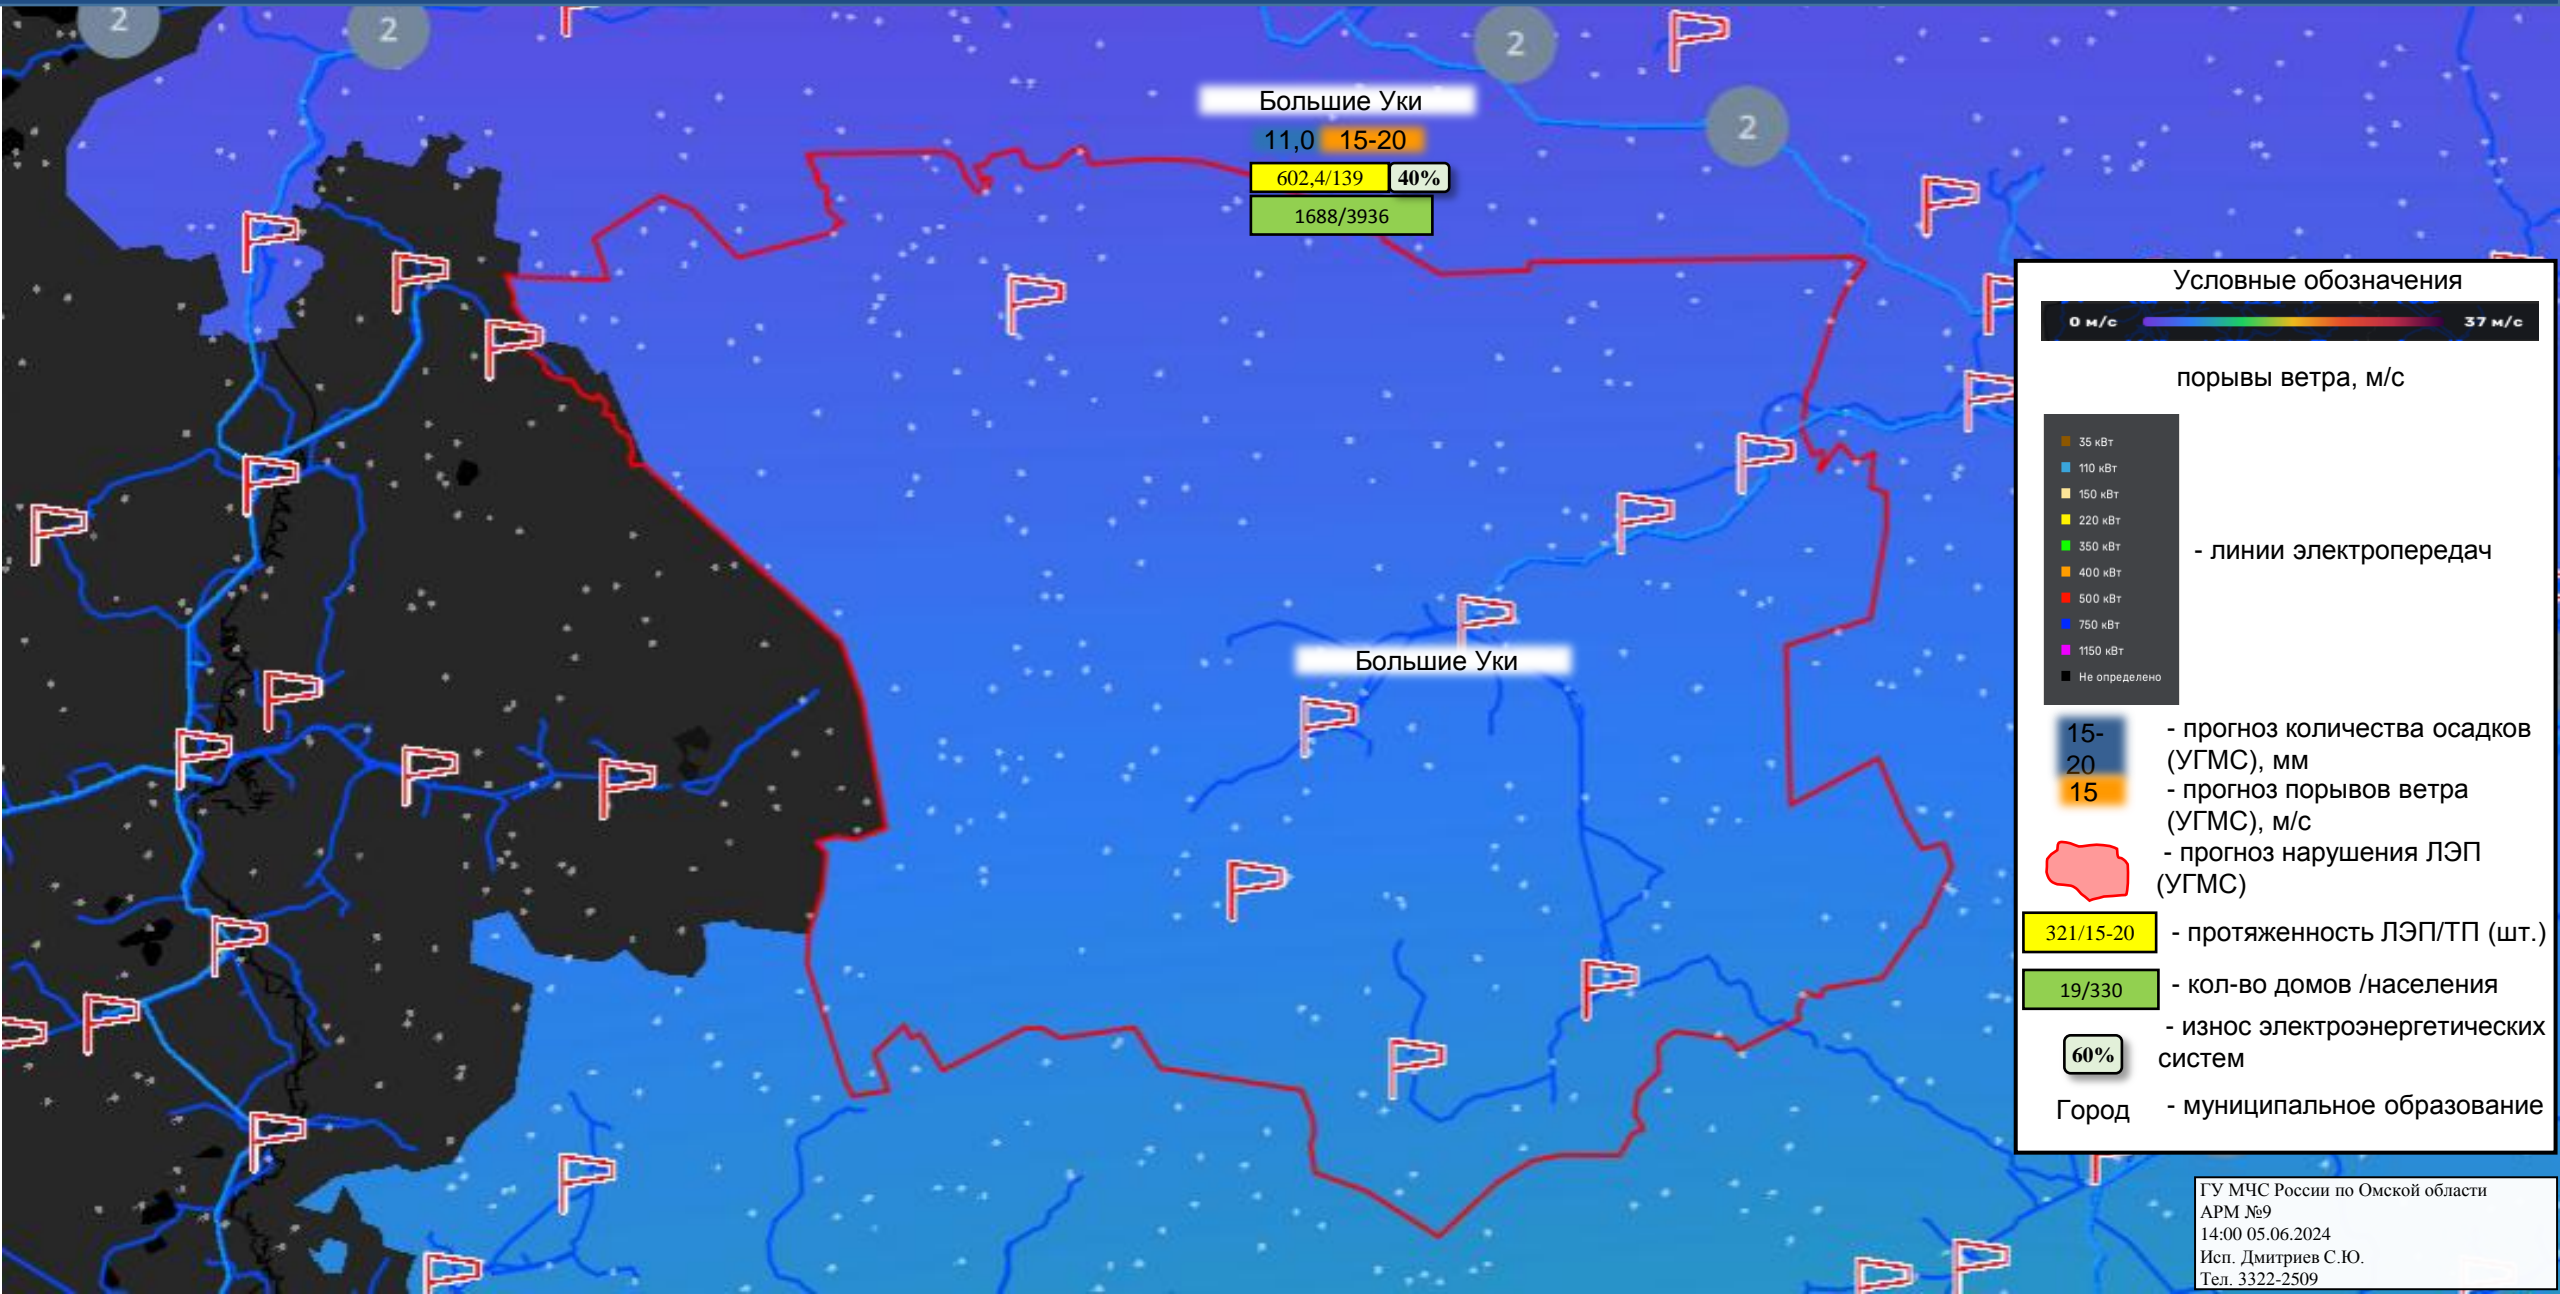 2
2
2
2
Большие Уки
11,0 15-20
602,4/139 40%
1688/3936
Большие Уки
Условные обозначения
0 м/с 37 м/с
порывы ветра, м/с
35 кВт
110 кВт
150 кВт
220 кВт
350 кВт
400 кВт
500 кВт
750 кВт
1150 кВт
Не определено
- линии электропередач
15-
20
- прогноз количества осадков
(УГМС), мм
15
- прогноз порывов ветра
(УГМС), м/с
- прогноз нарушения ЛЭП
(УГМС)
321/15-20 - протяженность ЛЭП/ТП (шт.)
19/330 - кол-во домов /населения
60%
- износ электроэнергетических
систем
Город - муниципальное образование
ГУ МЧС России по Омской области
АРМ №9
14:00 05.06.2024
Исп. Дмитриев С.Ю.
Тел. 3322-2509